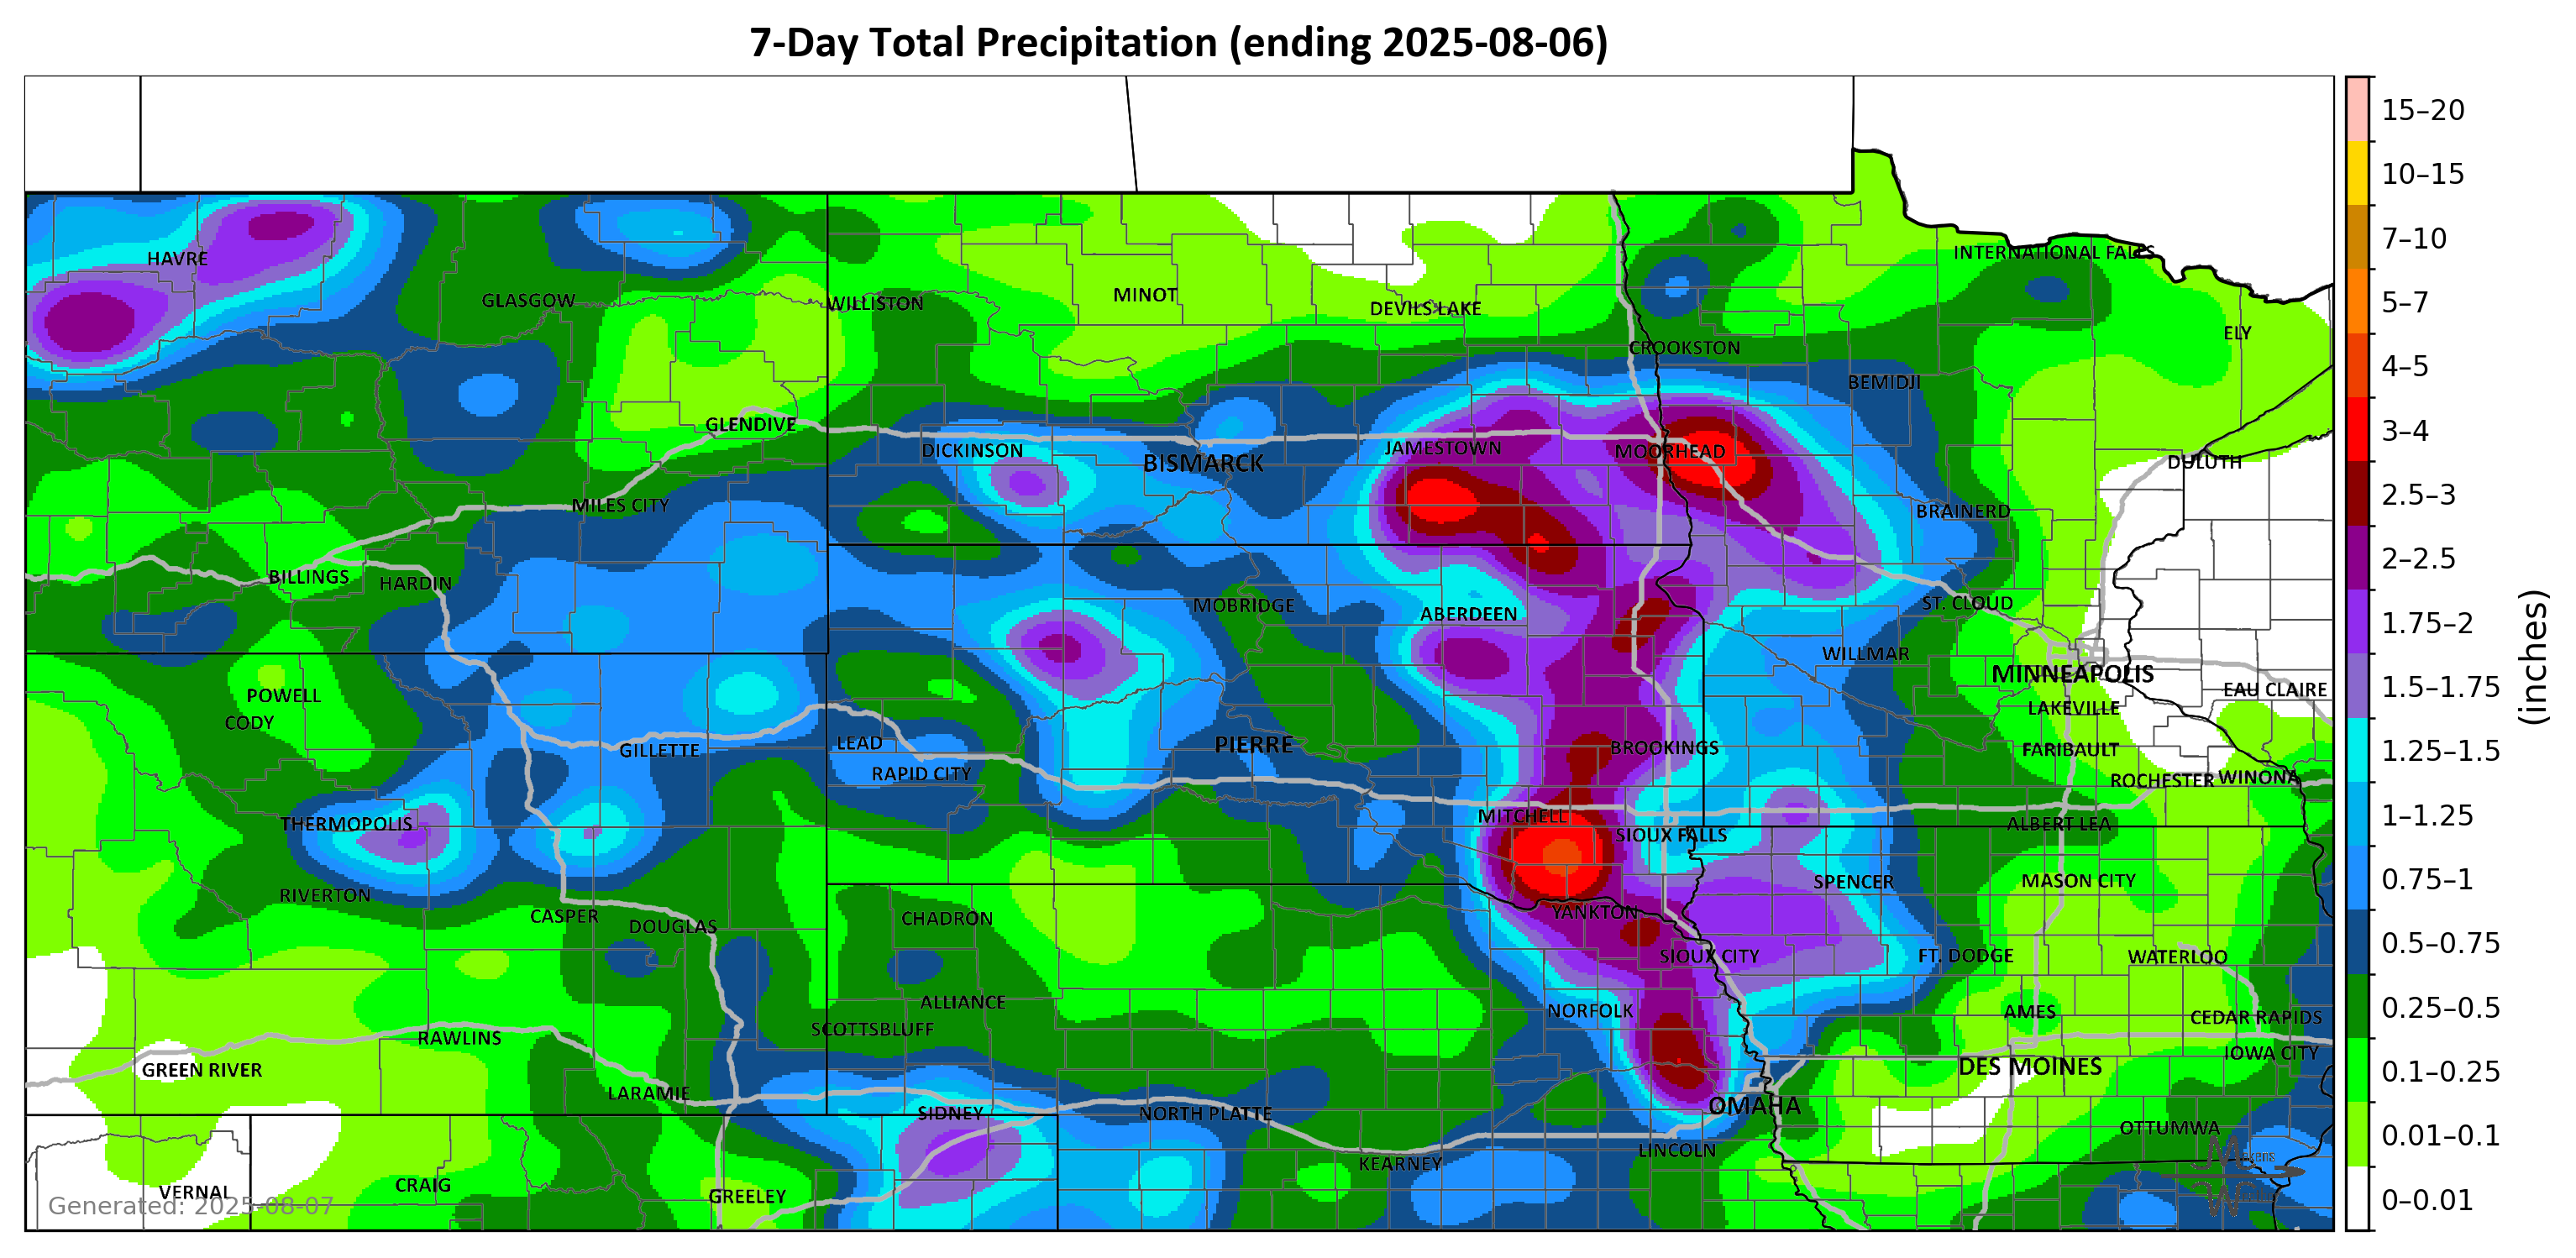 7-Day Total Precipitation (ending 2025-08-06)
15–20
10–15
7–10
5–7
4–5
3–4
2.5–3
2–2.5
1.75–2
1.5–1.75
1.25–1.5
1–1.25
0.75–1
0.5–0.75
0.25–0.5
0.1–0.25
0.01–0.1
0–0.01
(inches)
INTERNATIONAL FALLS
HAVRE
GLASGOW
WILLISTON
MINOT
DEVILS LAKE
ELY
CROOKSTON
BEMIDJI
GLENDIVE
DICKINSON
BISMARCK
JAMESTOWN
MOORHEAD
DULUTH
MILES CITY
BRAINERD
BILLINGS
HARDIN
MOBRIDGE
ABERDEEN
ST. CLOUD
WILLMAR
MINNEAPOLIS
POWELL
EAU CLAIRE
CODY
LAKEVILLE
GILLETTE
LEAD
PIERRE
BROOKINGS
FARIBAULT
RAPID CITY
ROCHESTER
WINONA
THERMOPOLIS
MITCHELL
SIOUX FALLS
ALBERT LEA
RIVERTON
SPENCER
MASON CITY
CASPER
DOUGLAS
CHADRON
YANKTON
SIOUX CITY
FT. DODGE
WATERLOO
ALLIANCE
NORFOLK
AMES
CEDAR RAPIDS
RAWLINS
SCOTTSBLUFF
IOWA CITY
GREEN RIVER
DES MOINES
LARAMIE
SIDNEY
NORTH PLATTE
OMAHA
OTTUMWA
LINCOLN
KEARNEY
VERNAL
CRAIG
GREELEY
Generated: 2025-08-07